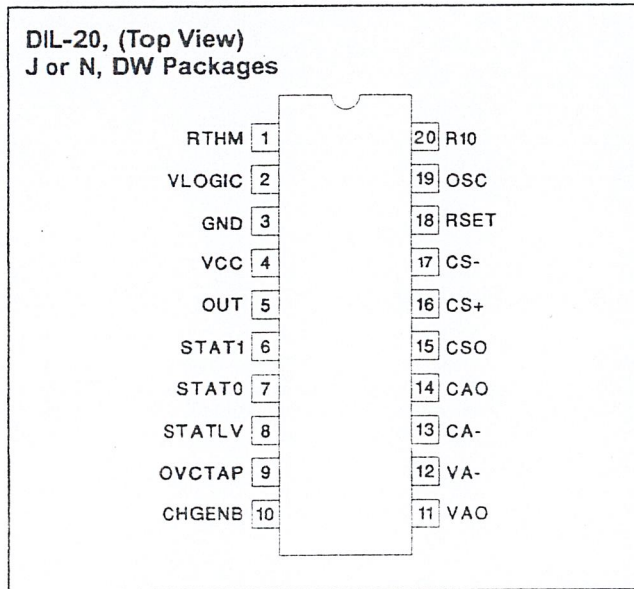 DIL-20, (Top View)
J or N, DW Packages
RTHM 1 20 R10
VLOGIC 2 19 OSC
GND 3 18 RSET
VCC 4 17 CS-
OUT 5 16 CS+
STAT1 6 15 CSO
STAT0 7 14 CAO
STATLV 8 13 CA-
OVCTAP 9 12 VA-
CHGENB 10 11 VAO